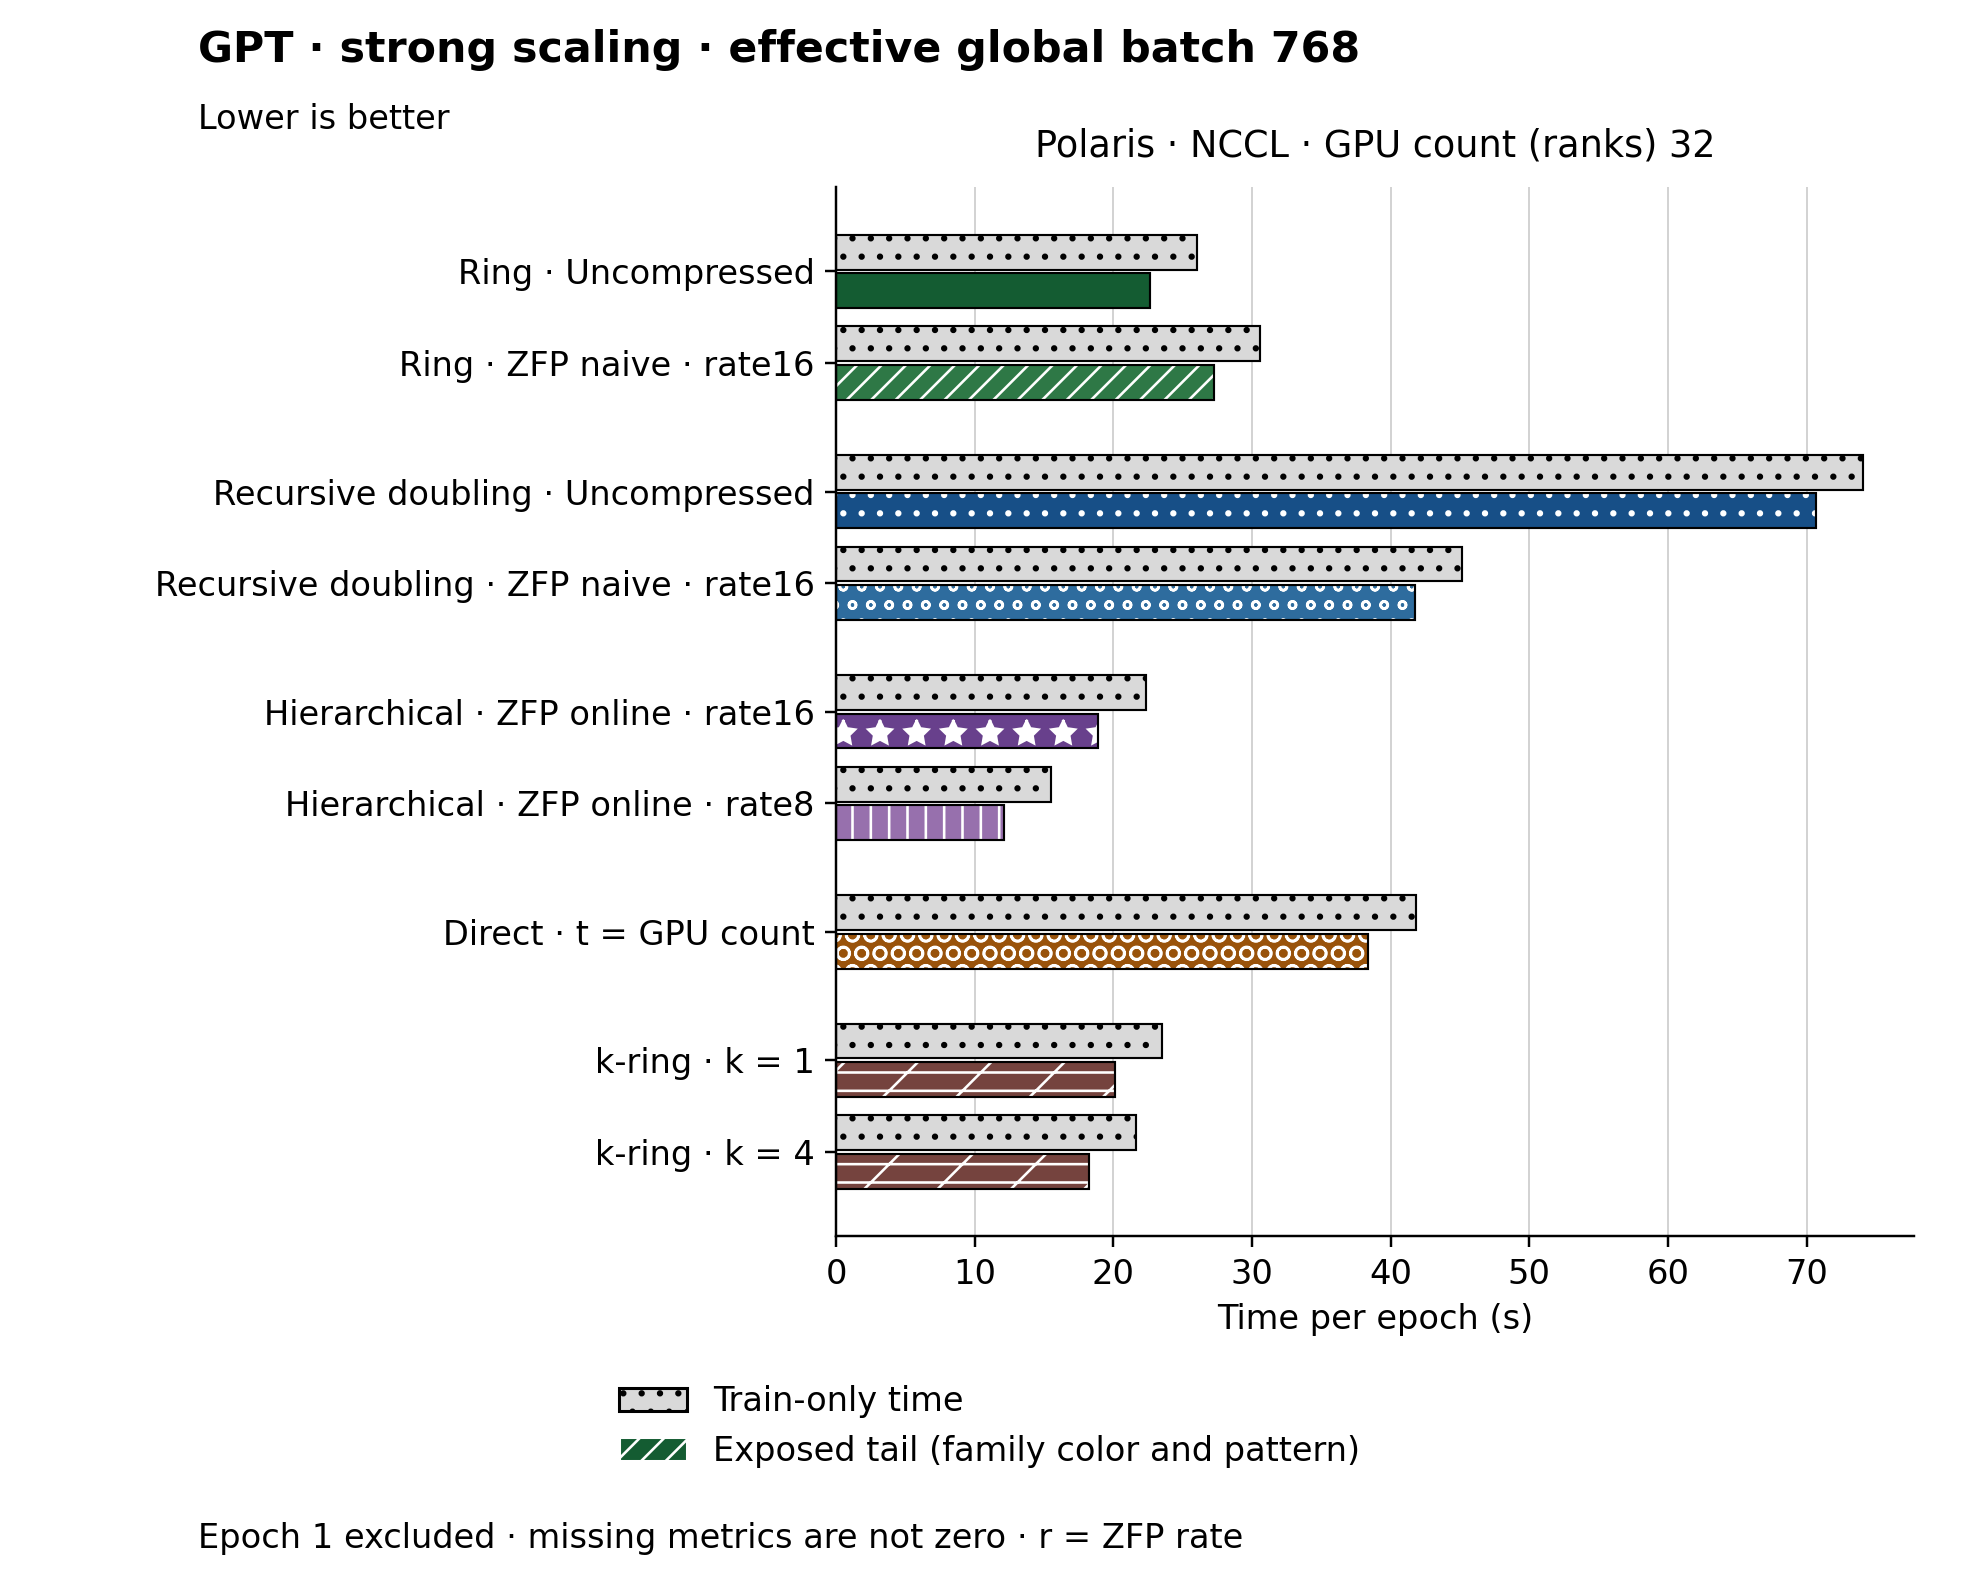 GPT · strong scaling · effective global batch 768
Lower is better
Polaris · NCCL · GPU count (ranks) 32
Ring · Uncompressed
Ring · ZFP naive · rate16
Recursive doubling · Uncompressed
Recursive doubling · ZFP naive · rate16
Hierarchical · ZFP online · rate16
Hierarchical · ZFP online · rate8
Direct · t = GPU count
k-ring · k = 1
k-ring · k = 4
0 10 20 30 40 50 60 70
Time per epoch (s)
Train-only time
Exposed tail (family color and pattern)
Epoch 1 excluded · missing metrics are not zero · r = ZFP rate